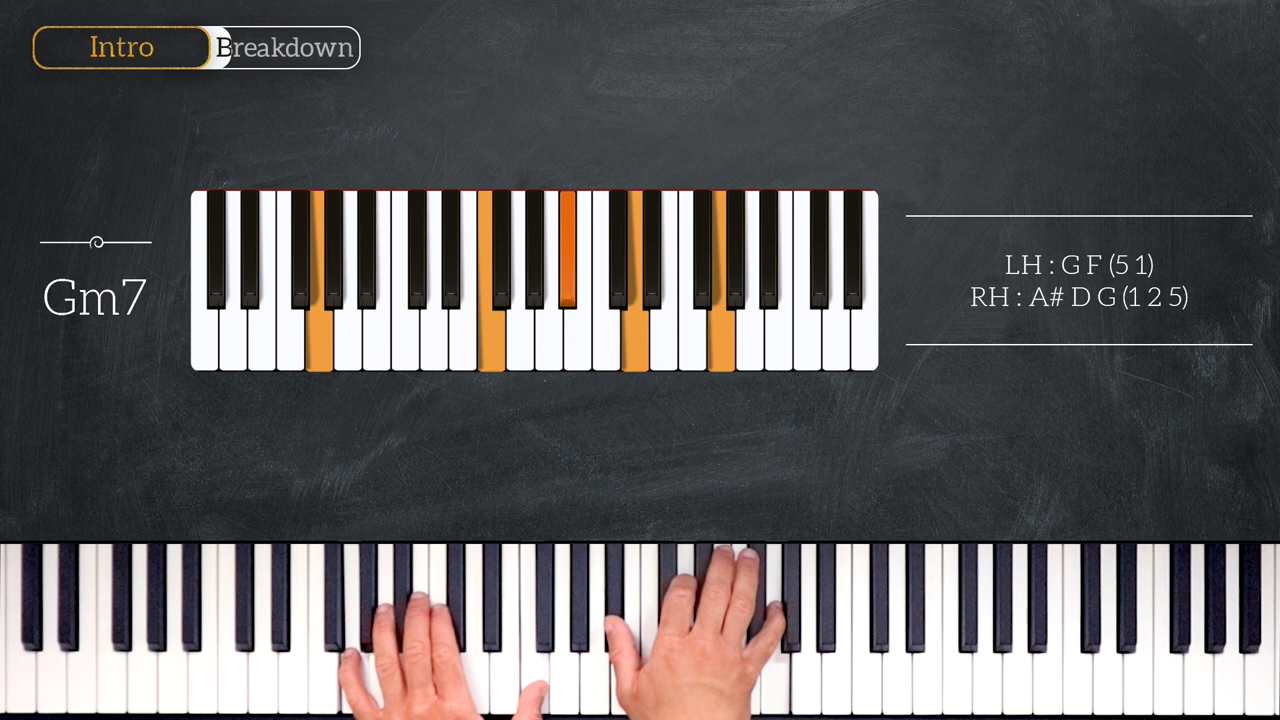 Intro
Breakdown
Gm7
LH : G F (5 1)
RH : A# D G (1 2 5)